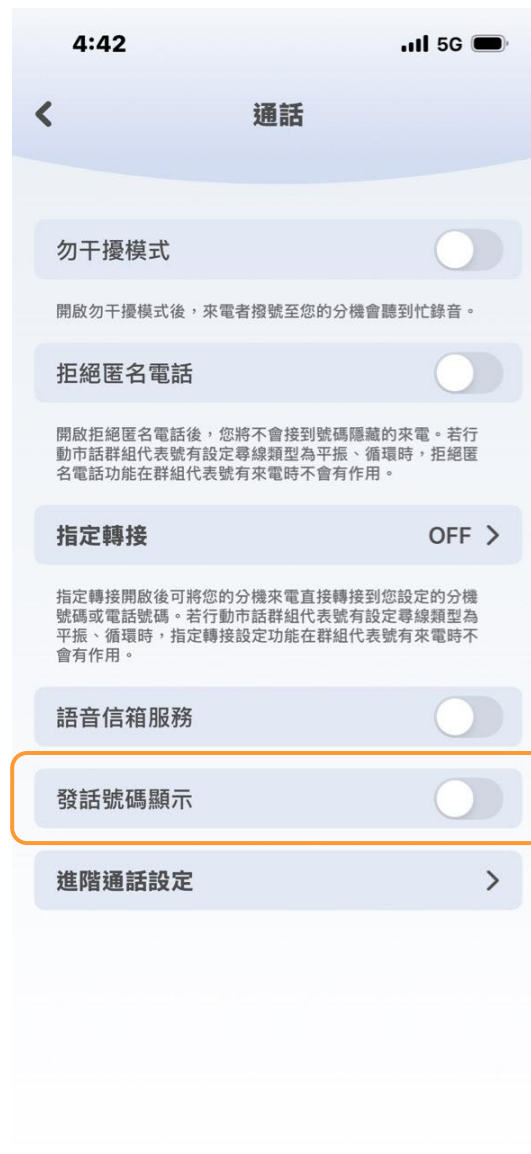 4:42
5G
通話
勿干擾模式
開啟勿干擾模式後，來電者撥號至您的分機會聽到忙錄音。
拒絕匿名電話
開啟拒絕匿名電話後，您將不會接到號碼隱藏的來電。若行
動市話群組代表號有設定尋線類型為平振、循環時，拒絕匿
名電話功能在群組代表號有來電時不會有作用。
指定轉接 OFF
指定轉接開啟後可將您的分機來電直接轉接到您設定的分機
號碼或電話號碼。若行動市話群組代表號有設定尋線類型為
平振、循環時，指定轉接設定功能在群組代表號有來電時不
會有作用。
語音信箱服務
發話號碼顯示
進階通話設定